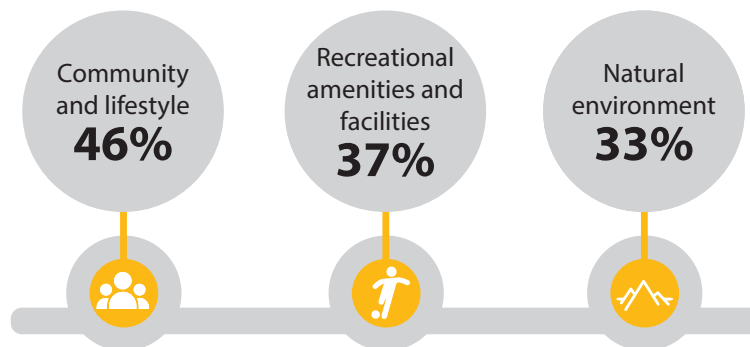 Community
and lifestyle
46%
Recreational
amenities and
facilities
37%
Natural
environment
33%